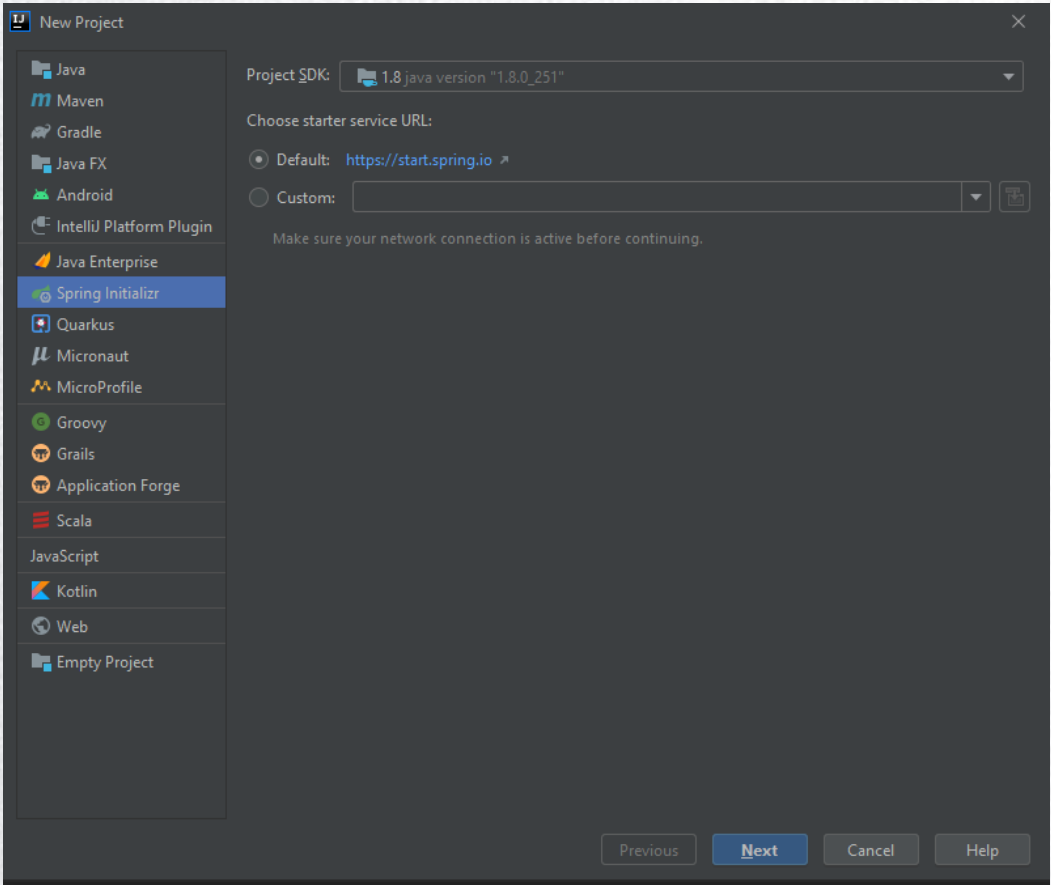 New Project
Java
Maven
Gradle
Java FX
Android
IntelliJ Platform Plugin
Java Enterprise
Spring Initializr
Quarkus
Micronaut
MicroProfile
Groovy
Grails
Application Forge
Scala
JavaScript
Kotlin
Web
Empty Project
Project SDK: 1.8 java version "1.8.0_251"
Choose starter service URL:
Default: https://start.spring.io
Custom:
Make sure your network connection is active before continuing.
Previous Next Cancel Help